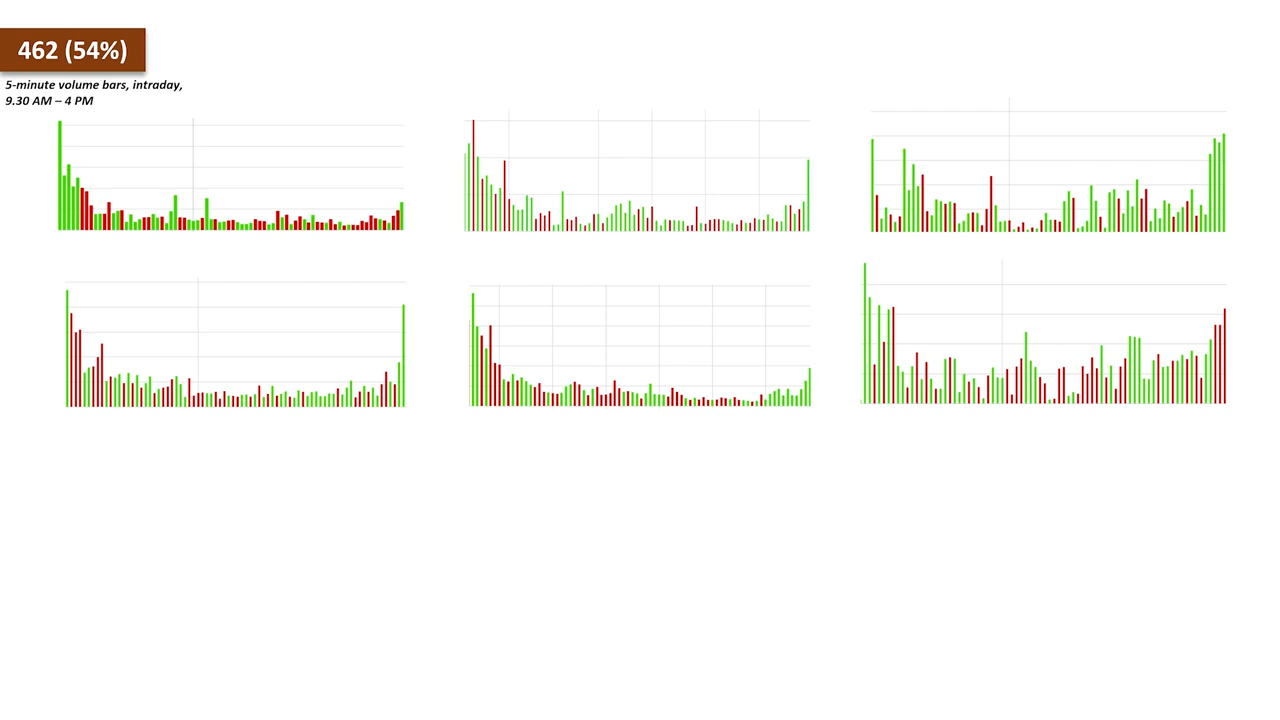 462 (54%)
5-minute volume bars, intraday,
9.30 AM – 4 PM